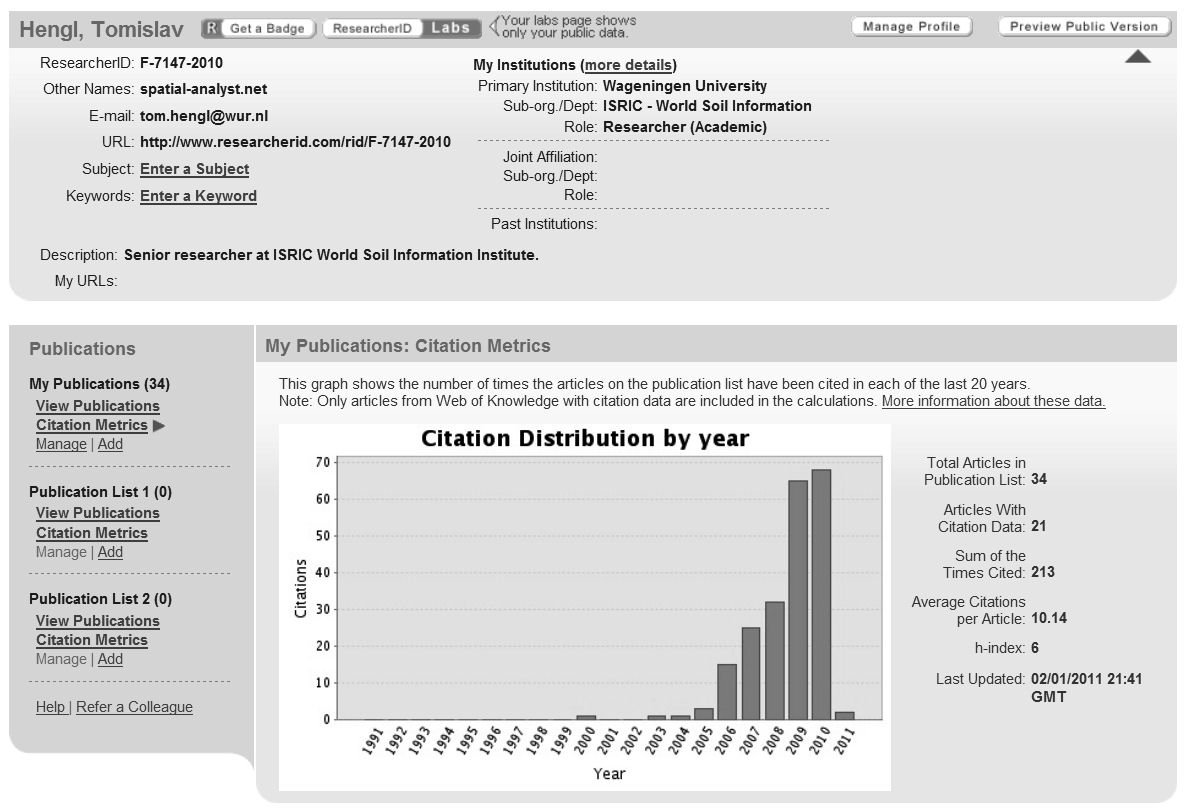 Hengl, Tomislav R Get a Badge ResearcherID Labs Your labs page shows
only your public data. Manage Profile Preview Public Version
ResearcherID: F-7147-2010
Other Names: spatial-analyst.net
E-mail: tom.hengl@wur.nl
URL: http://www.researcherid.com/rid/F-7147-2010
Subject: Enter a Subject
Keywords: Enter a Keyword
My Institutions (more details)
Primary Institution: Wageningen University
Sub-org./Dept: ISRIC - World Soil Information
Role: Researcher (Academic)
Joint Affiliation:
Sub-org./Dept:
Role:
Past Institutions:
Description: Senior researcher at ISRIC World Soil Information Institute.
My URLs:
Publications
My Publications (34)
View Publications
Citation Metrics
Manage | Add
Publication List 1 (0)
View Publications
Citation Metrics
Manage | Add
Publication List 2 (0)
View Publications
Citation Metrics
Manage | Add
Help | Refer a Colleague
My Publications: Citation Metrics
This graph shows the number of times the articles on the publication list have been cited in each of the last 20 years.
Note: Only articles from Web of Knowledge with citation data are included in the calculations. More information about these data.
Citation Distribution by year
70
60
50
40
30
20
10
0
Citations
1991 1992 1993 1994 1995 1996 1997 1998 1999 2000 2001 2002 2003 2004 2005 2006 2007 2008 2009 2010 2011
Year
Total Articles in
Publication List: 34
Articles With
Citation Data: 21
Sum of the
Times Cited: 213
Average Citations
per Article: 10.14
h-index: 6
Last Updated: 02/01/2011 21:41
GMT